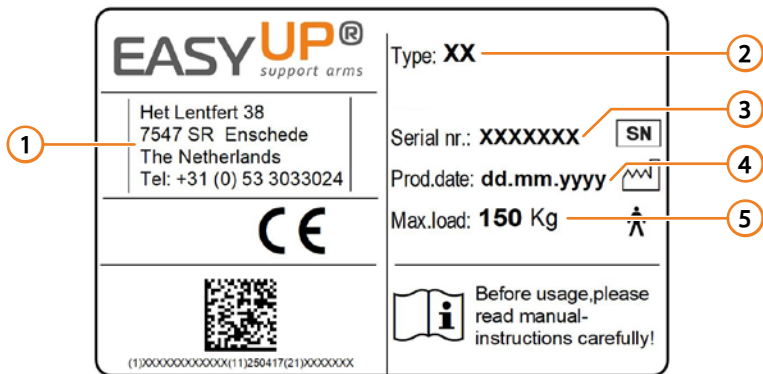 EASYUP®
support arms
Het Lentfert 38
7547 SR Enschede
The Netherlands
Tel: +31 (0) 53 3033024
CE
(1)XXXXXXXXXXXXX(11)250417(21)XXXXXXX
Type: XX
Serial nr.: XXXXXXX SN
Prod.date: dd.mm.yyyy
Max.load: 150 Kg
i
Before usage,please
read manual-
instructions carefully!
1
2
3
4
5